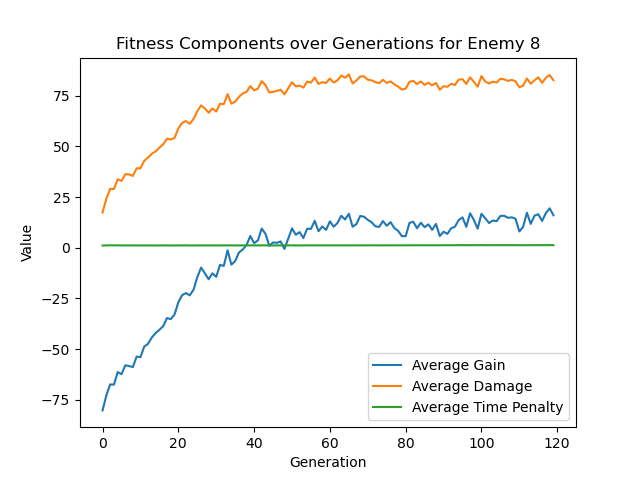 Fitness Components over Generations for Enemy 8
Value
75
50
25
0
−25
−50
−75
Average Gain
Average Damage
Average Time Penalty
0 20 40 60 80 100 120
Generation